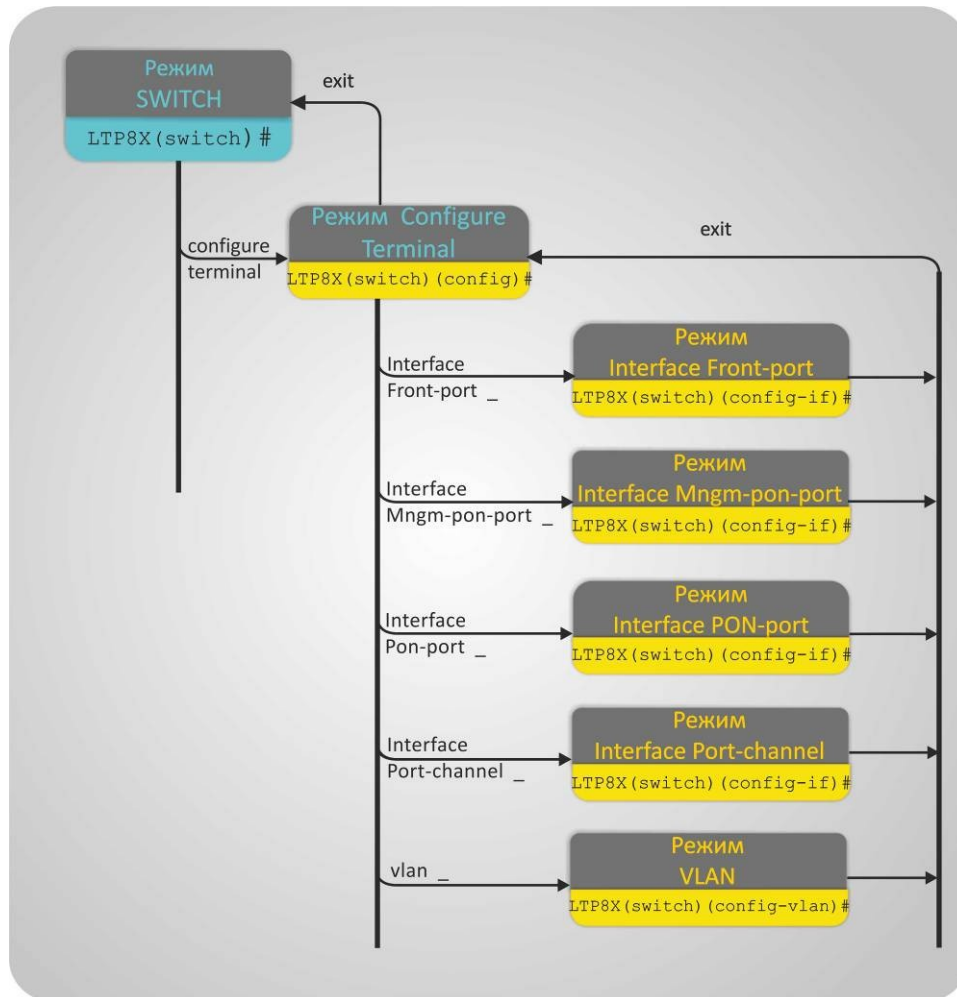 Режим
SWITCH
LTP8X(switch)#
exit
configure
terminal
Режим Configure
Terminal
LTP8X(switch)(config)#
exit
Interface
Front-port _
Режим
Interface Front-port
LTP8X(switch)(config-if)#
Interface
Mngm-pon-port _
Режим
Interface Mngm-pon-port
LTP8X(switch)(config-if)#
Interface
Pon-port _
Режим
Interface PON-port
LTP8X(switch)(config-if)#
Interface
Port-channel _
Режим
Interface Port-channel
LTP8X(switch)(config-if)#
vlan _
Режим
VLAN
LTP8X(switch)(config-vlan)#